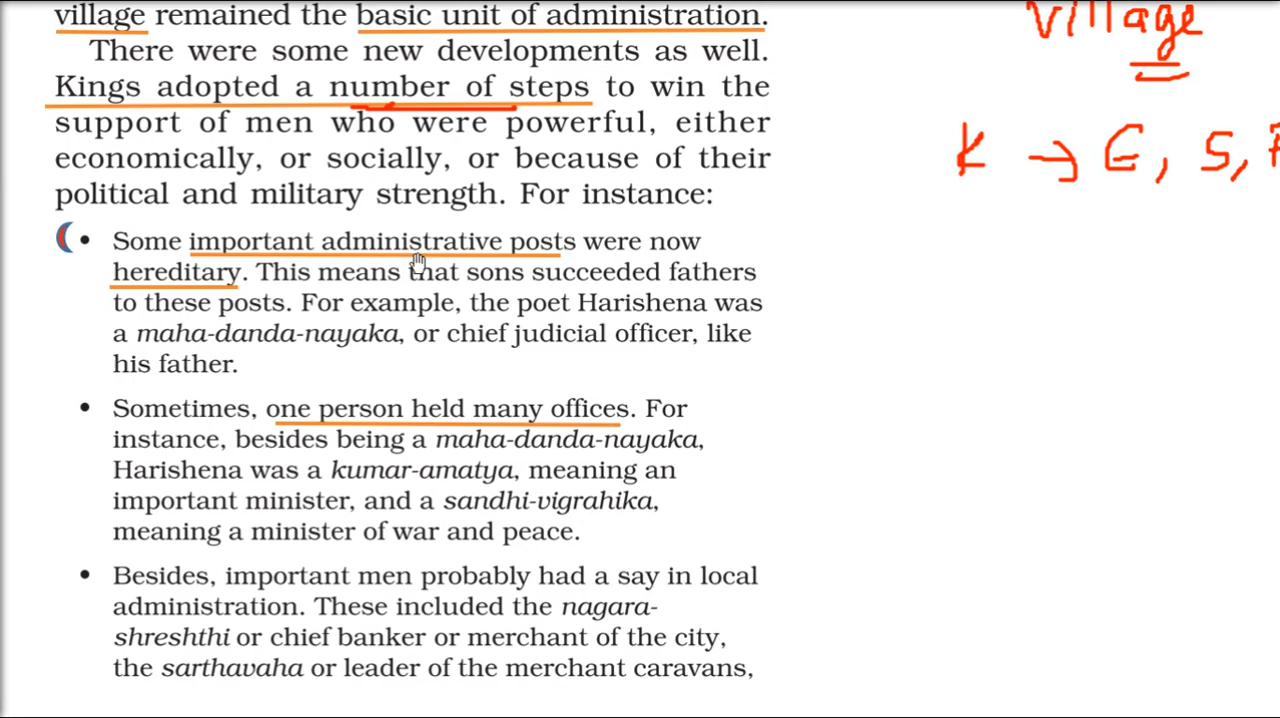 village remained the basic unit of administration.
There were some new developments as well.
Kings adopted a number of steps to win the
support of men who were powerful, either
economically, or socially, or because of their
political and military strength. For instance:
• Some important administrative posts were now
hereditary. This means that sons succeeded fathers
to these posts. For example, the poet Harishena was
a maha-danda-nayaka, or chief judicial officer, like
his father.
• Sometimes, one person held many offices. For
instance, besides being a maha-danda-nayaka,
Harishena was a kumar-amatya, meaning an
important minister, and a sandhi-vigrahika,
meaning a minister of war and peace.
• Besides, important men probably had a say in local
administration. These included the nagara-
shreshthi or chief banker or merchant of the city,
the sarthavaha or leader of the merchant caravans,
Village
K → E, S,